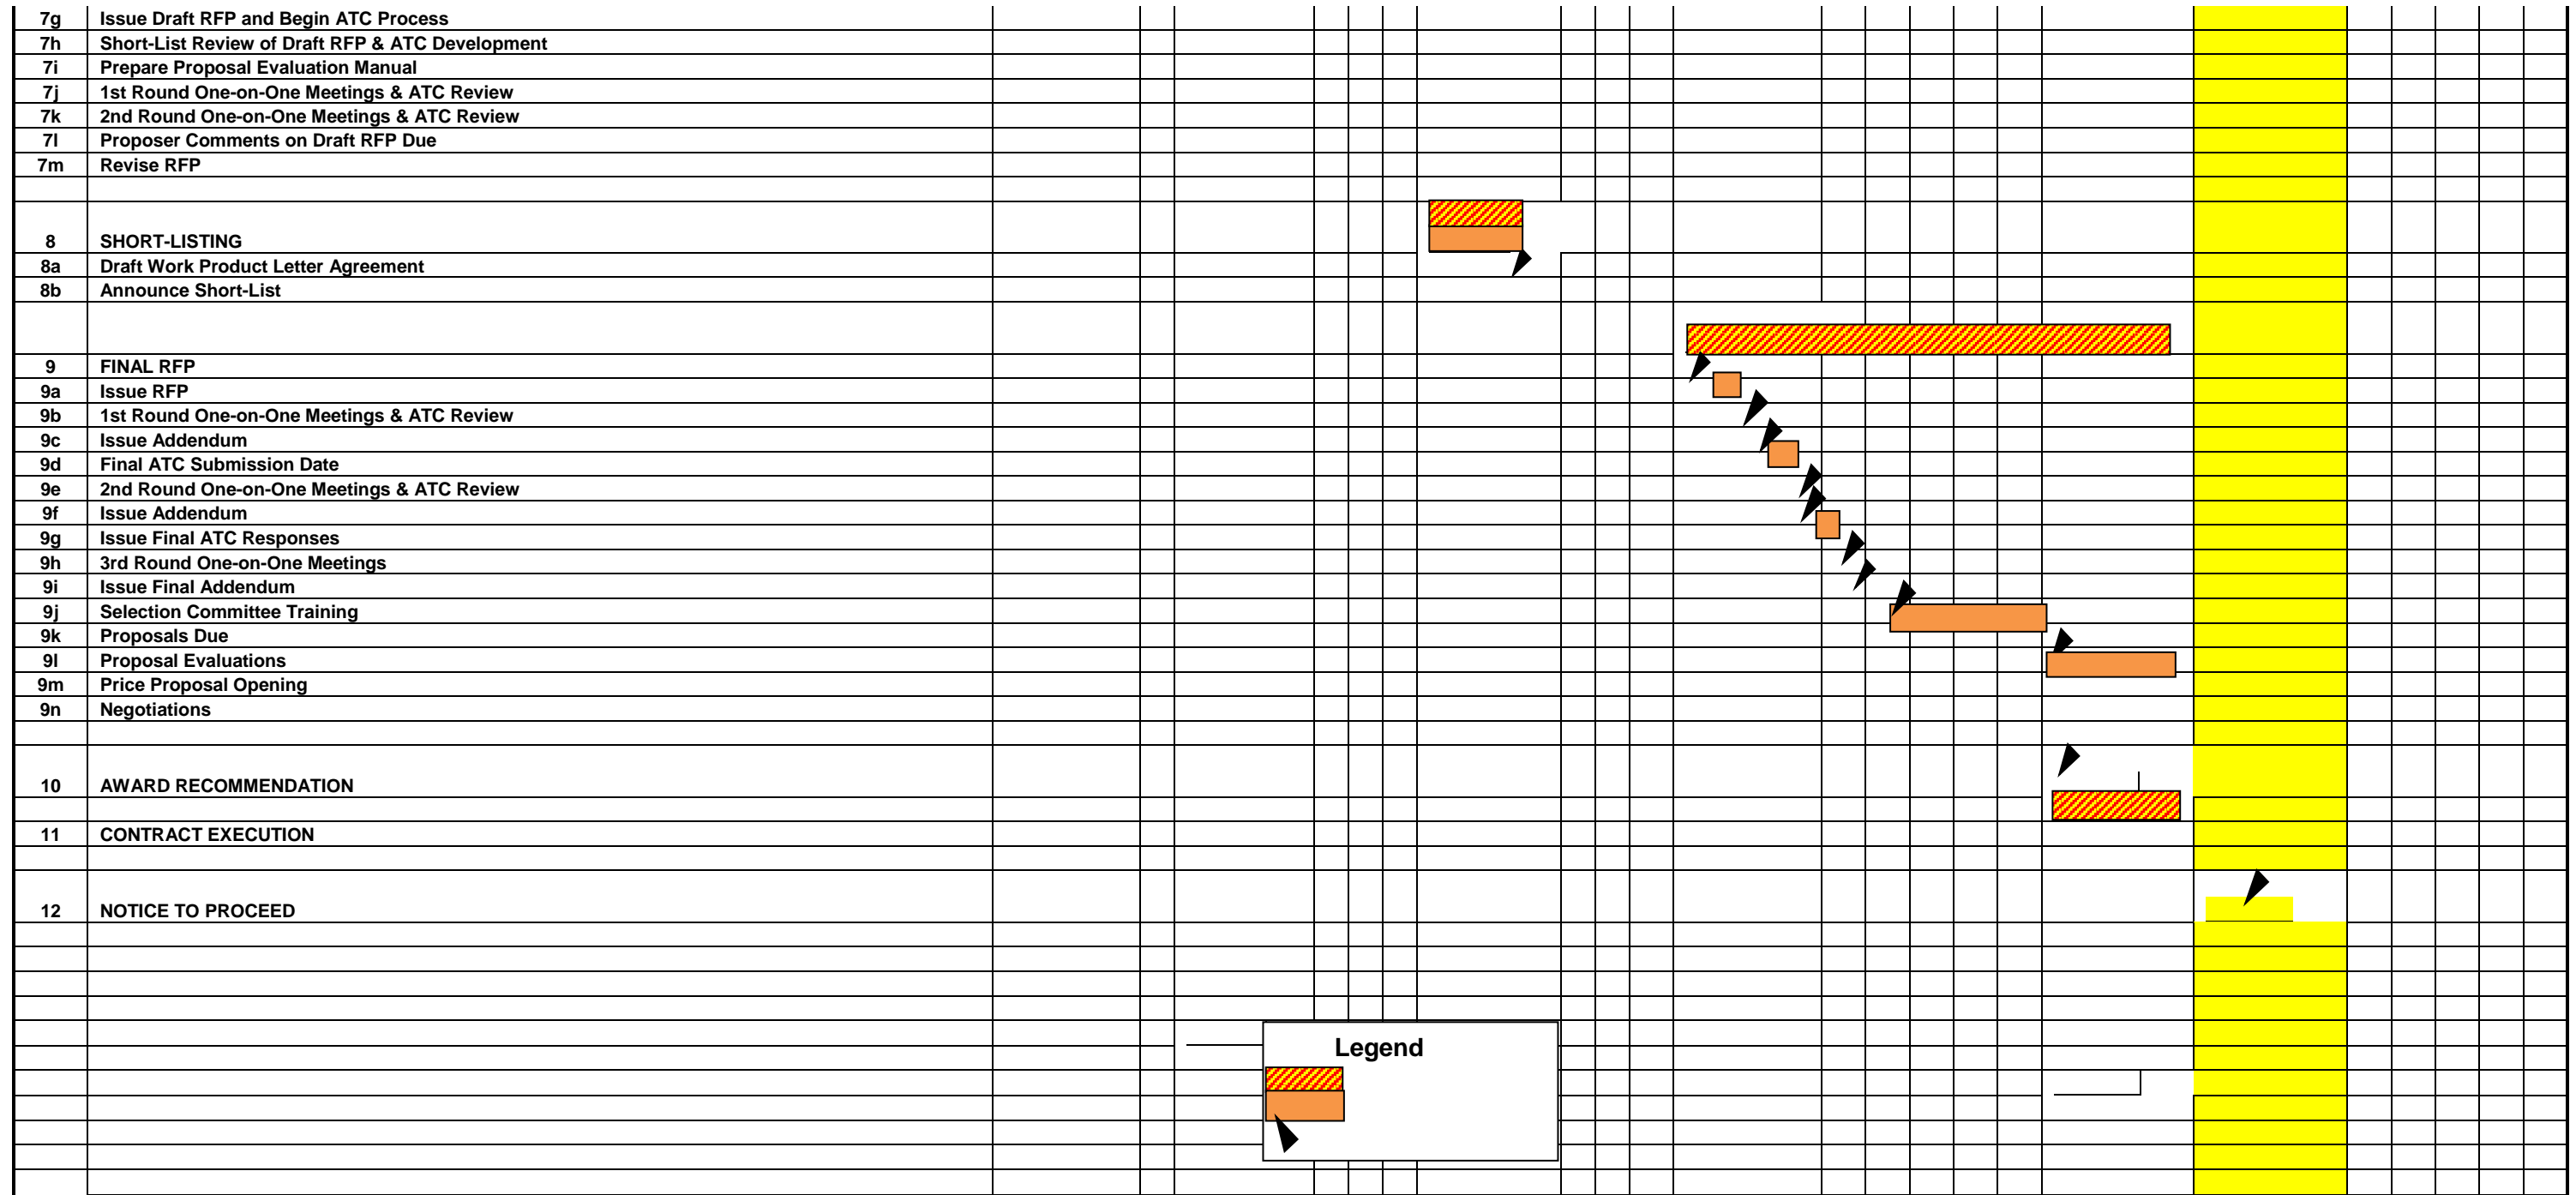 7g Issue Draft RFP and Begin ATC Process
7h Short-List Review of Draft RFP & ATC Development
7i Prepare Proposal Evaluation Manual
7j 1st Round One-on-One Meetings & ATC Review
7k 2nd Round One-on-One Meetings & ATC Review
7l Proposer Comments on Draft RFP Due
7m Revise RFP
8 SHORT-LISTING
8a Draft Work Product Letter Agreement
8b Announce Short-List
9 FINAL RFP
9a Issue RFP
9b 1st Round One-on-One Meetings & ATC Review
9c Issue Addendum
9d Final ATC Submission Date
9e 2nd Round One-on-One Meetings & ATC Review
9f Issue Addendum
9g Issue Final ATC Responses
9h 3rd Round One-on-One Meetings
9i Issue Final Addendum
9j Selection Committee Training
9k Proposals Due
9l Proposal Evaluations
9m Price Proposal Opening
9n Negotiations
10 AWARD RECOMMENDATION
11 CONTRACT EXECUTION
12 NOTICE TO PROCEED
Legend